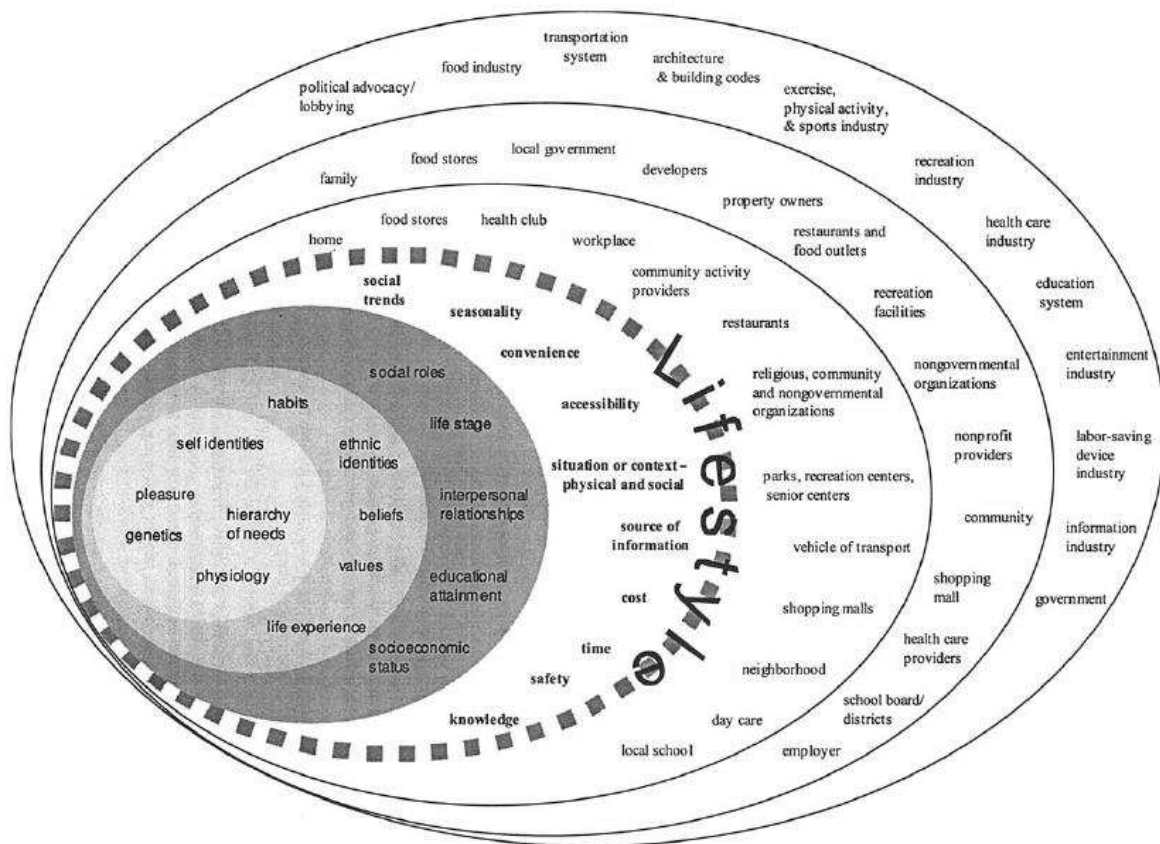 transportation
system
food industry
architecture
& building codes
political advocacy/
lobbying
exercise,
physical activity,
& sports industry
recreation
industry
health care
industry
education
system
entertainment
industry
labor-saving
device
industry
information
industry
government
family
food stores
local government
developers
property owners
restaurants and
food outlets
recreation
facilities
nongovernmental
organizations
nonprofit
providers
community
shopping
mall
health care
providers
school board/
districts
employer
home
food stores
health club
workplace
community activity
providers
restaurants
religious, community
and nongovernmental
organizations
parks, recreation centers,
senior centers
vehicle of transport
shopping malls
neighborhood
day care
local school
Lifestyle
social
trends
seasonality
convenience
accessibility
situation or context–
physical and social
source of
information
cost
time
safety
knowledge
social roles
life stage
interpersonal
relationships
educational
attainment
socioeconomic
status
habits
ethnic
identities
beliefs
values
life experience
self identities
pleasure
hierarchy
of needs
genetics
physiology